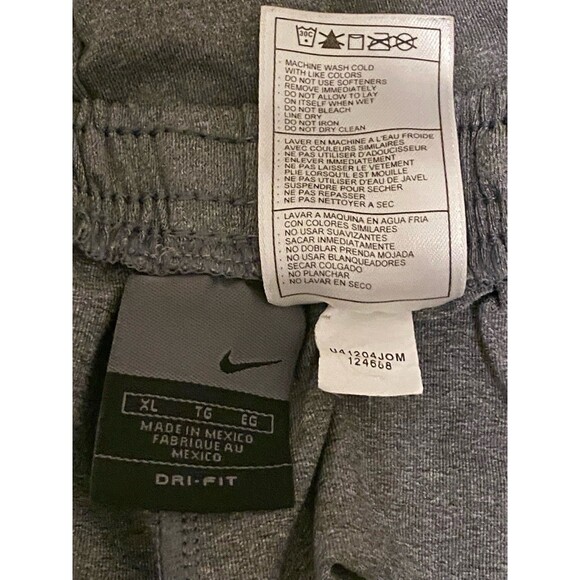 30C
- MACHINE WASH COLD
WITH LIKE COLORS
- DO NOT USE SOFTENERS
- REMOVE IMMEDIATELY
- DO NOT ALLOW TO LAY
ON ITSELF WHEN WET
- DO NOT BLEACH
- LINE DRY
- DO NOT IRON
- DO NOT DRY CLEAN
- LAVER EN MACHINE A L'EAU FROIDE
AVEC COULEURS SIMILAIRES
- NE PAS UTILISER D'ADOUCISSEUR
- ENLEVER IMMEDIATEMENT
- NE PAS LAISSER LE VETEMENT
PLIE LORSQU'IL EST MOUILLE
- NE PAS UTILISER D'EAU DE JAVEL
- SUSPENDRE POUR SECHER
- NE PAS REPASSER
- NE PAS NETTOYER A SEC
- LAVAR A MAQUINA EN AGUA FRIA
CON COLORES SIMILARES
- NO USAR SUAVIZANTES
- SACAR INMEDIATAMENTE
- NO DOBLAR PRENDA MOJADA
- NO USAR BLANQUEADORES
- SECAR COLGADO
- NO PLANCHAR
- NO LAVAR EN SECO
041204JOM
124668
XL TG EG
MADE IN MEXICO
FABRIQUE AU
MEXICO
DRI-FIT